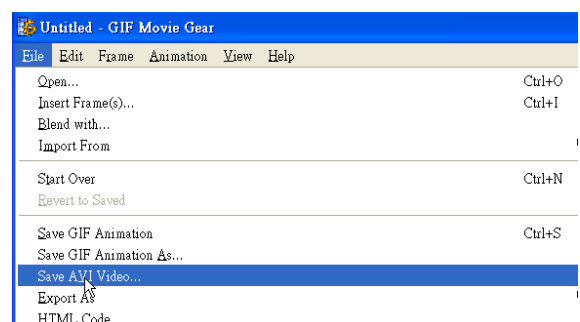 Untitled - GIF Movie Gear
File Edit Frame Animation View Help
Open... Ctrl+O
Insert Frame(s)... Ctrl+I
Blend with...
Import From
Start Over Ctrl+N
Revert to Saved
Save GIF Animation Ctrl+S
Save GIF Animation As...
Save AVI Video...
Export As
HTML Code